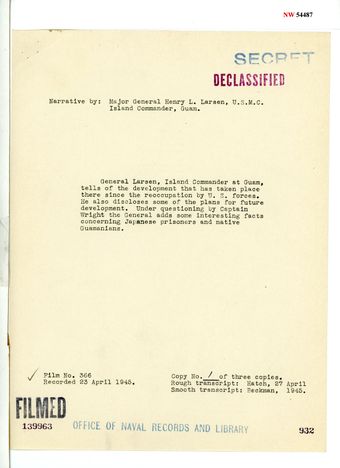 NW 54487
SECRET
DECLASSIFIED
Narrative by: Major General Henry L. Larsen, U.S.M.C.
Island Commander, Guam.
General Larsen, Island Commander at Guam,
tells of the development that has taken place
there since the reoccupation by U. S. forces.
He also discloses some of the plans for future
development. Under questioning by Captain
Wright the General adds some interesting facts
concerning Japanese prisoners and native
Guamanians.
Film No. 366
Recorded 23 April 1945.
Copy No. 1 of three copies.
Rough transcript: Hatch, 27 April
Smooth transcript: Beckman, 1945.
FILMED
139963
OFFICE OF NAVAL RECORDS AND LIBRARY
932